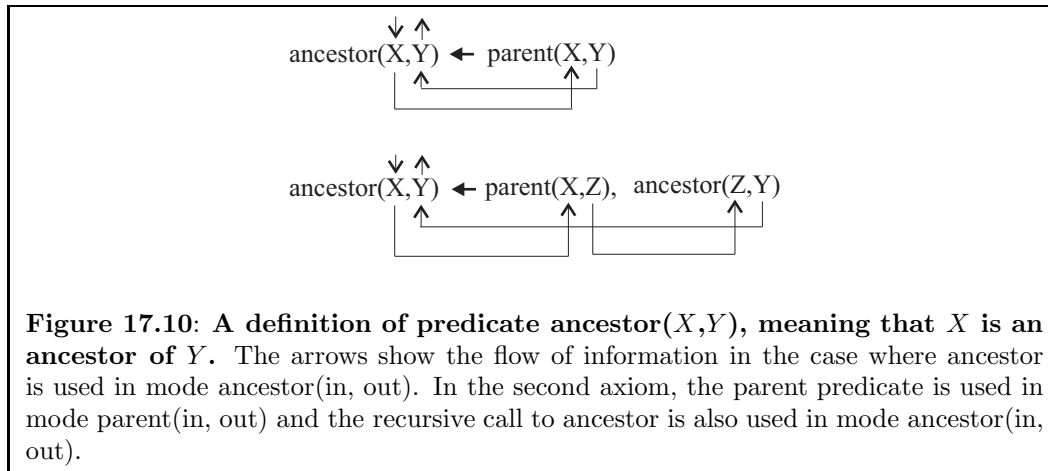 ancestor(X,Y) ← parent(X,Y)
ancestor(X,Y) ← parent(X,Z), ancestor(Z,Y)
Figure 17.10: A definition of predicate ancestor(X,Y), meaning that X is an
ancestor of Y. The arrows show the flow of information in the case where ancestor
is used in mode ancestor(in, out). In the second axiom, the parent predicate is used in
mode parent(in, out) and the recursive call to ancestor is also used in mode ancestor(in,
out).